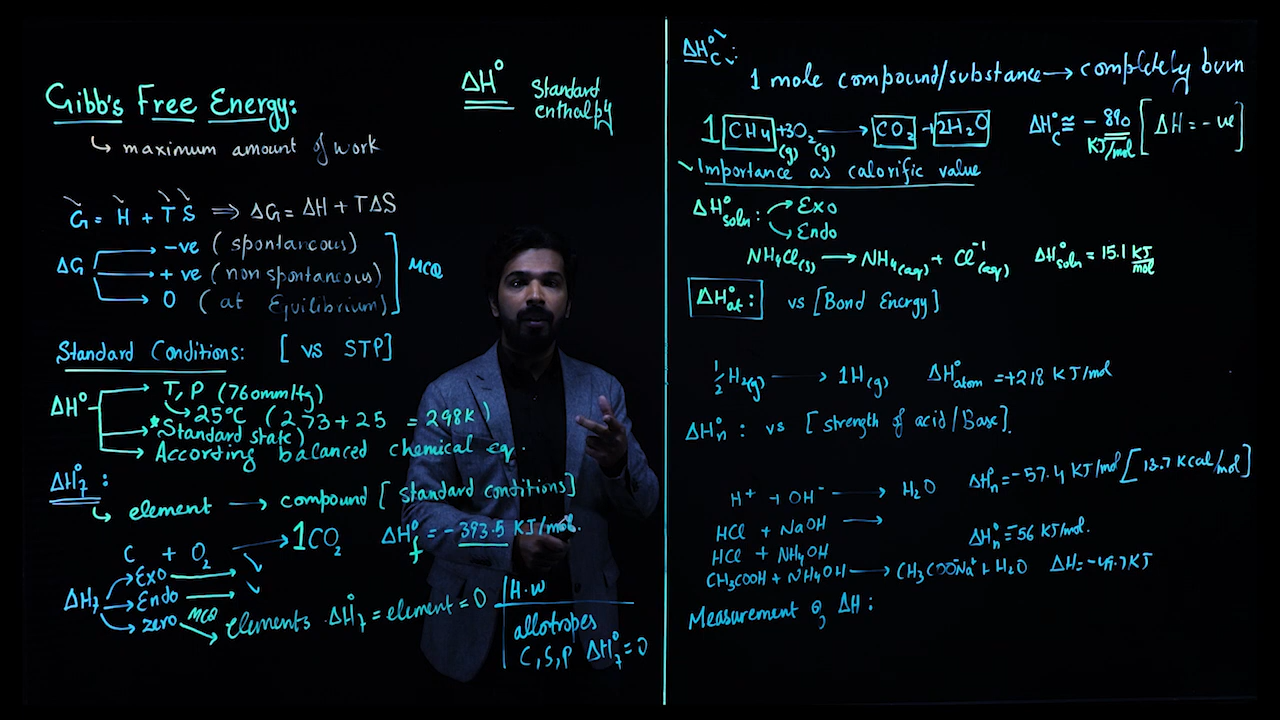 Gibb's Free Energy:
↳ maximum amount of work
ΔH° Standard
enthalpy
G = H + T S ⇒ ΔG = ΔH + TΔS
ΔG → -ve (spontaneous)
→ +ve (non spontaneous) MCQ
→ 0 (at Equilibrium)
Standard Conditions: [vs STP]
ΔH° → T, P (760mmHg)
↳ 25°C (273+25 = 298K)
→ *Standard state)
→ According balanced chemical eq.
ΔH°f :
↳ element → compound [standard conditions]
C + O₂ → 1CO₂ ΔH°f = -393.5 KJ/mol.
ΔHf → Exo →
→ Endo →
→ zero MCQ → elements. ΔH°f = element = 0
H.W
allotropes
C, S, P ΔH°f = 0
ΔH°c :
1 mole compound/substance → completely burn
1 CH4 (g) + 3O₂ (g) → CO₂ + 2H₂O ΔH°c ≅ -890 KJ/mol [ΔH = -ve]
Importance as calorific value
ΔH°soln : → Exo
→ Endo
NH4Cl(s) → NH4(aq) + Cl⁻¹(aq) ΔH°soln = 15.1 KJ/mol
ΔH°at : vs [Bond Energy]
½H₂(g) → 1H(g) ΔH°atom = +218 KJ/mol
ΔH°n : vs [strength of acid/Base].
H⁺ + OH⁻ → H₂O ΔH°n = -57.4 KJ/mol [13.7 Kcal/mol]
HCl + NaOH →
HCl + NH4OH ΔH°n = 56 KJ/mol.
CH3COOH + NH4OH → CH3COONa⁺ + H₂O ΔH = -49.7 KJ
Measurement of ΔH :